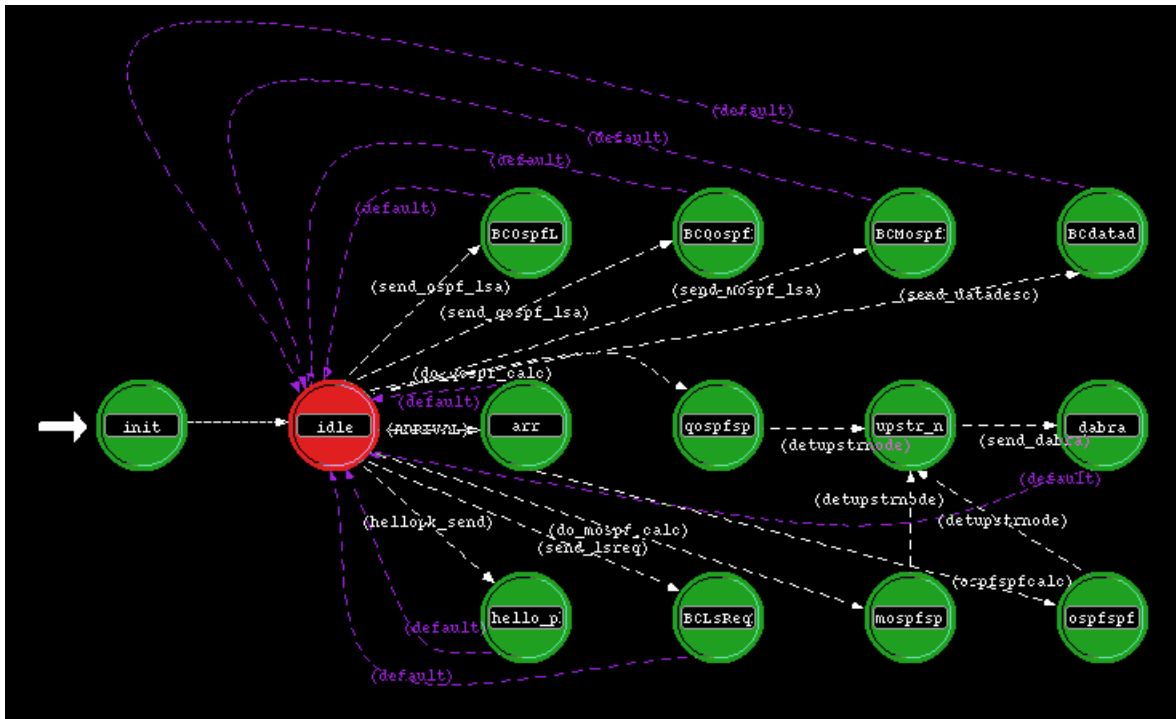 (default)
(default)
(default)
(default)
BCOspfL
BCQospf
BCMospf
BCdatad
(send_ospf_lsa)
(send_mospf_lsa)
(send_datadesc)
(send_qospf_lsa)
(do_qospf_calc)
(default)
init
idle
(ARRIVAL)
arr
qospfsp
upstr_n
dabra
(detupstrnode)
(send_dabra)
(default)
(detupstrnode)
(hellopk_send)
(do_mospf_calc)
(detupstrnode)
(send_lsreq)
(ospfspfcalc)
hello_p
BCLsReq
mospfsp
ospfspf
(default)
(default)